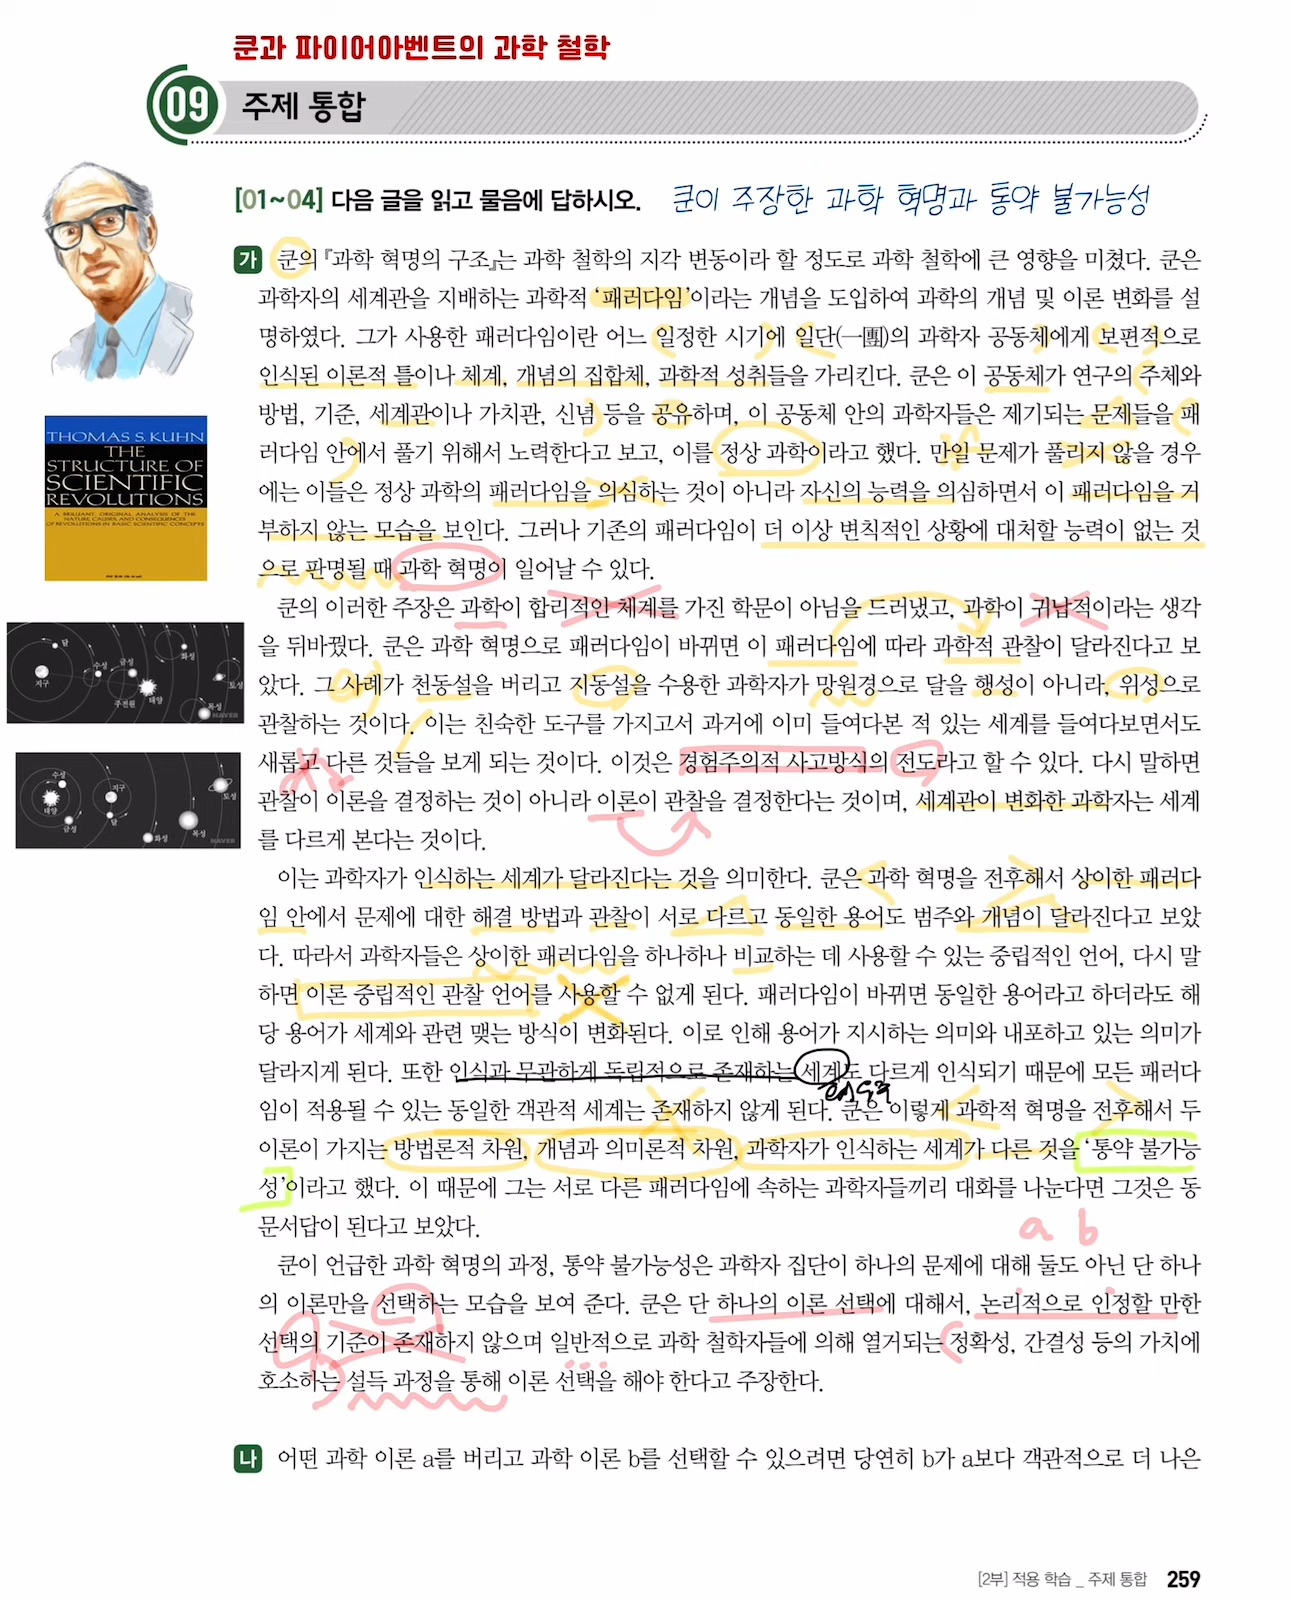 쿤과 파이어아벤트의 과학 철학
09 주제 통합
[01~04] 다음 글을 읽고 물음에 답하시오. 쿤이 주장한 과학 혁명과 통약 불가능성
가 쿤의 『과학 혁명의 구조』는 과학 철학의 지각 변동이라 할 정도로 과학 철학에 큰 영향을 미쳤다. 쿤은
과학자의 세계관을 지배하는 과학적 ‘패러다임’이라는 개념을 도입하여 과학의 개념 및 이론 변화를 설
명하였다. 그가 사용한 패러다임이란 어느 일정한 시기에 일단(一團)의 과학자 공동체에게 보편적으로
인식된 이론적 틀이나 체계, 개념의 집합체, 과학적 성취들을 가리킨다. 쿤은 이 공동체가 연구의 주체와
방법, 기준, 세계관이나 가치관, 신념 등을 공유하며, 이 공동체 안의 과학자들은 제기되는 문제들을 패
러다임 안에서 풀기 위해서 노력한다고 보고, 이를 정상 과학이라고 했다. 만일 문제가 풀리지 않을 경우
에는 이들은 정상 과학의 패러다임을 의심하는 것이 아니라 자신의 능력을 의심하면서 이 패러다임을 거
부하지 않는 모습을 보인다. 그러나 기존의 패러다임이 더 이상 변칙적인 상황에 대처할 능력이 없는 것
으로 판명될 때 과학 혁명이 일어날 수 있다.
THOMAS S. KUHN
THE
STRUCTURE OF
SCIENTIFIC
REVOLUTIONS
A BRILLIANT, ORIGINAL ANALYSIS OF THE
NATURE, CAUSES, AND CONSEQUENCES
OF REVOLUTIONS IN BASIC SCIENTIFIC CONCEPTS
쿤의 이러한 주장은 과학이 합리적인 체계를 가진 학문이 아님을 드러냈고, 과학이 귀납적이라는 생각
을 뒤바꿨다. 쿤은 과학 혁명으로 패러다임이 바뀌면 이 패러다임에 따라 과학적 관찰이 달라진다고 보
았다. 그 사례가 천동설을 버리고 지동설을 수용한 과학자가 망원경으로 달을 행성이 아니라, 위성으로
관찰하는 것이다. 이는 친숙한 도구를 가지고서 과거에 이미 들여다본 적 있는 세계를 들여다보면서도
새롭고 다른 것들을 보게 되는 것이다. 이것은 경험주의적 사고방식의 전도라고 할 수 있다. 다시 말하면
관찰이 이론을 결정하는 것이 아니라 이론이 관찰을 결정한다는 것이며, 세계관이 변화한 과학자는 세계
를 다르게 본다는 것이다.
달 지구 수성 금성 주전원 태양 화성 목성 토성 NAVER
수성 태양 금성 지구 달 화성 목성 토성 NAVER
이는 과학자가 인식하는 세계가 달라진다는 것을 의미한다. 쿤은 과학 혁명을 전후해서 상이한 패러다
임 안에서 문제에 대한 해결 방법과 관찰이 서로 다르고 동일한 용어도 범주와 개념이 달라진다고 보았
다. 따라서 과학자들은 상이한 패러다임을 하나하나 비교하는 데 사용할 수 있는 중립적인 언어, 다시 말
하면 이론 중립적인 관찰 언어를 사용할 수 없게 된다. 패러다임이 바뀌면 동일한 용어라고 하더라도 해
당 용어가 세계와 관련 맺는 방식이 변화된다. 이로 인해 용어가 지시하는 의미와 내포하고 있는 의미가
달라지게 된다. 또한 인식과 무관하게 독립적으로 존재하는 세계도 다르게 인식되기 때문에 모든 패러다
임이 적용될 수 있는 동일한 객관적 세계는 존재하지 않게 된다. 쿤은 이렇게 과학적 혁명을 전후해서 두
이론이 가지는 방법론적 차원, 개념과 의미론적 차원, 과학자가 인식하는 세계가 다른 것을 ‘통약 불가능
성’이라고 했다. 이 때문에 그는 서로 다른 패러다임에 속하는 과학자들끼리 대화를 나눈다면 그것은 동
문서답이 된다고 보았다.
a b
쿤이 언급한 과학 혁명의 과정, 통약 불가능성은 과학자 집단이 하나의 문제에 대해 둘도 아닌 단 하나
의 이론만을 선택하는 모습을 보여 준다. 쿤은 단 하나의 이론 선택에 대해서, 논리적으로 인정할 만한
선택의 기준이 존재하지 않으며 일반적으로 과학 철학자들에 의해 열거되는 정확성, 간결성 등의 가치에
호소하는 설득 과정을 통해 이론 선택을 해야 한다고 주장한다.
나 어떤 과학 이론 a를 버리고 과학 이론 b를 선택할 수 있으려면 당연히 b가 a보다 객관적으로 더 나은
[2부] 적용 학습 _ 주제 통합 259